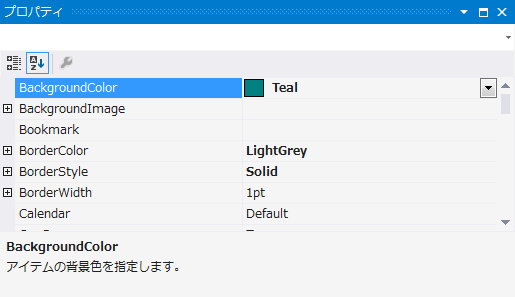 プロパティ
BackgroundColor Teal
BackgroundImage
Bookmark
BorderColor LightGrey
BorderStyle Solid
BorderWidth 1pt
Calendar Default
BackgroundColor
アイテムの背景色を指定します。